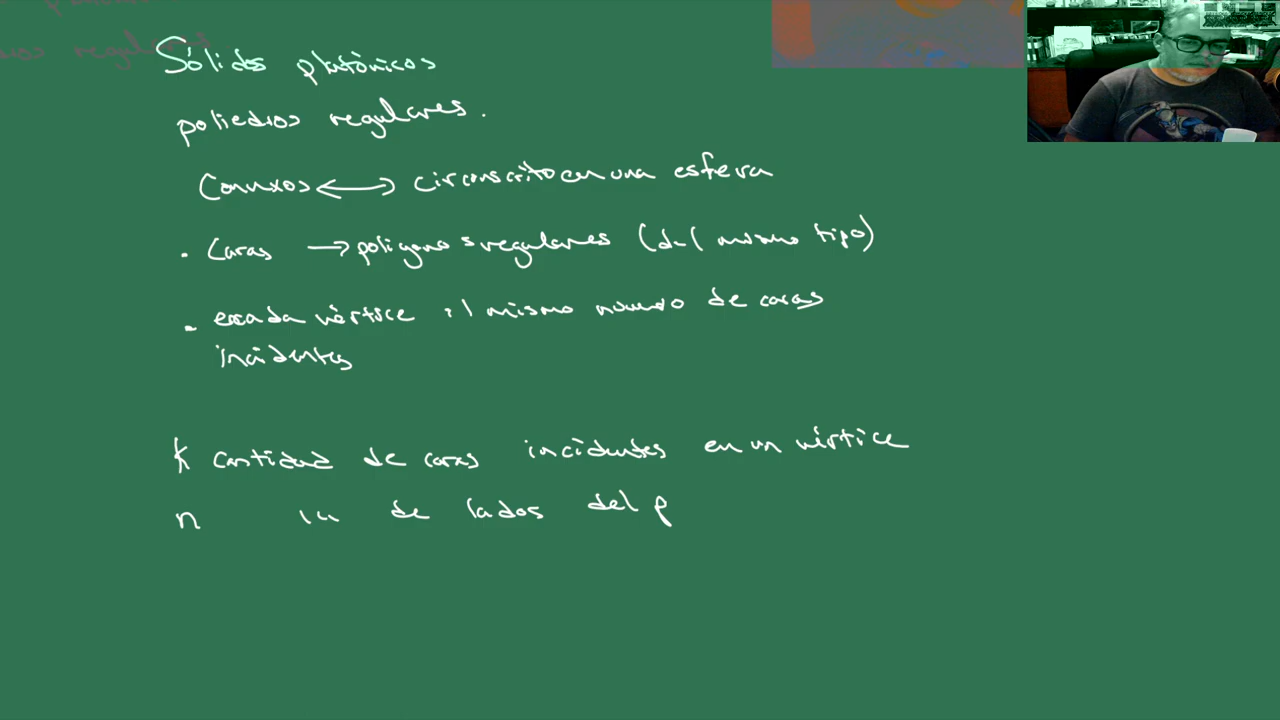 Sólidos platónicos
poliedros regulares.
Convexos ⟷ circonscrito en una esfera
• Caras → polígonos regulares (del mismo tipo)
• en cada vértice el mismo número de caras
incidentes
K cantidad de caras incidentes en un vértice
n " de lados del p